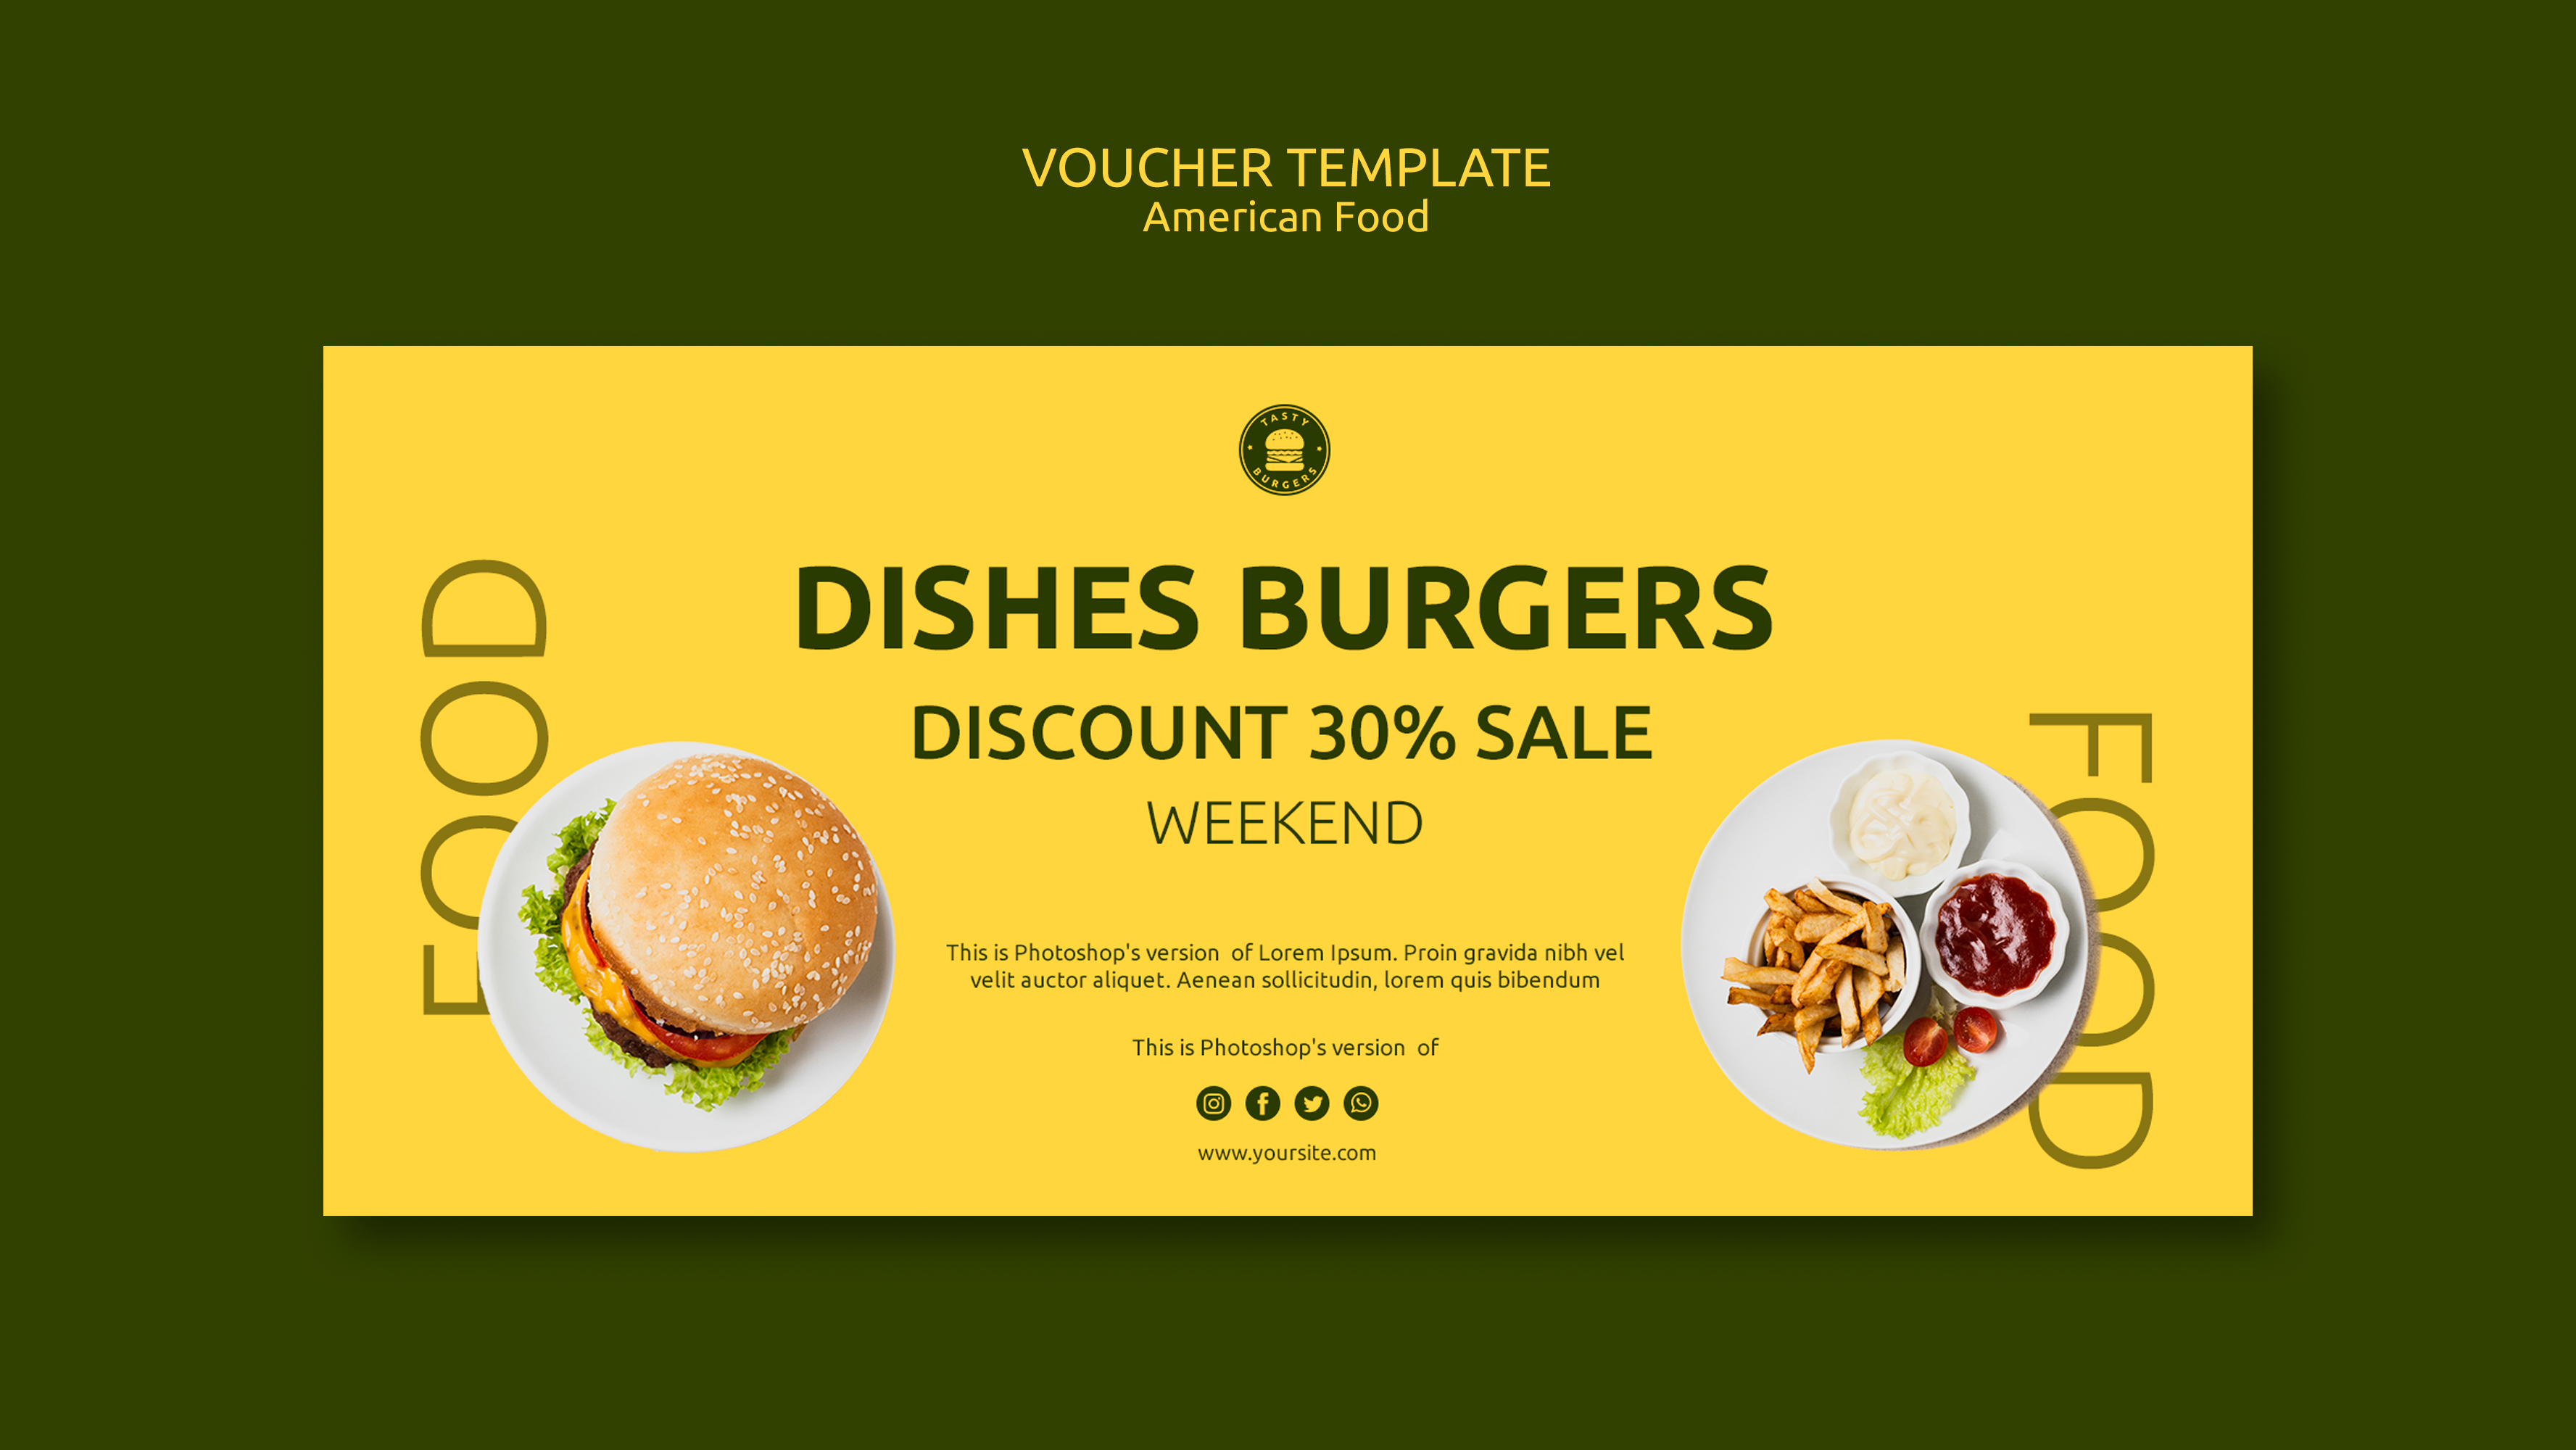 VOUCHER TEMPLATE
American Food
TASTY
BURGERS
DISHES BURGERS
DISCOUNT 30% SALE
WEEKEND
FOOD
FOOD
This is Photoshop's version  of Lorem Ipsum. Proin gravida nibh vel
velit auctor aliquet. Aenean sollicitudin, lorem quis bibendum
This is Photoshop's version  of
www.yoursite.com